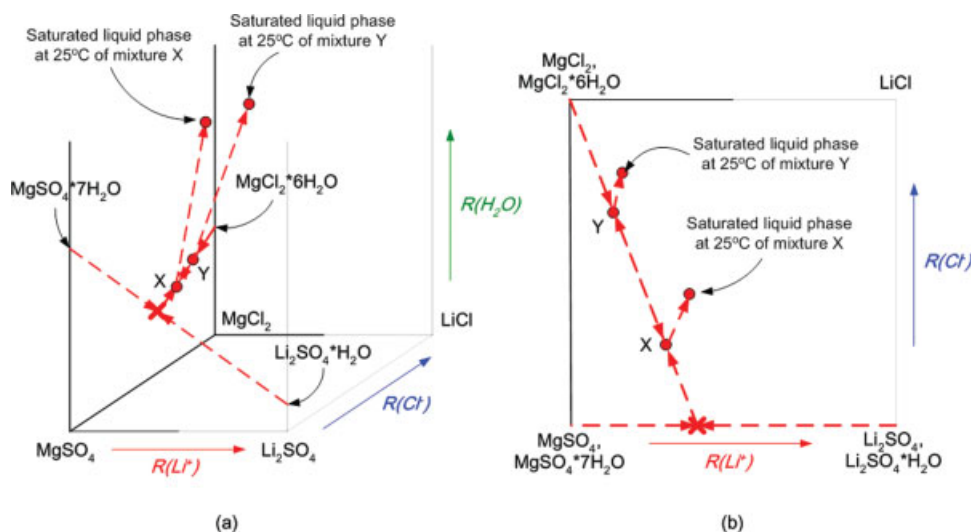 Saturated liquid phase
at 25°C of mixture X
Saturated liquid phase
at 25°C of mixture Y
MgSO₄*7H₂O
MgCl₂*6H₂O
R(H₂O)
X
Y
MgCl₂
LiCl
Li₂SO₄*H₂O
R(Cl⁻)
MgSO₄
R(Li⁺)
Li₂SO₄
(a)
MgCl₂,
MgCl₂*6H₂O
LiCl
Saturated liquid phase
at 25°C of mixture Y
Y
Saturated liquid phase
at 25°C of mixture X
R(Cl⁻)
X
MgSO₄,
MgSO₄*7H₂O
R(Li⁺)
Li₂SO₄,
Li₂SO₄*H₂O
(b)